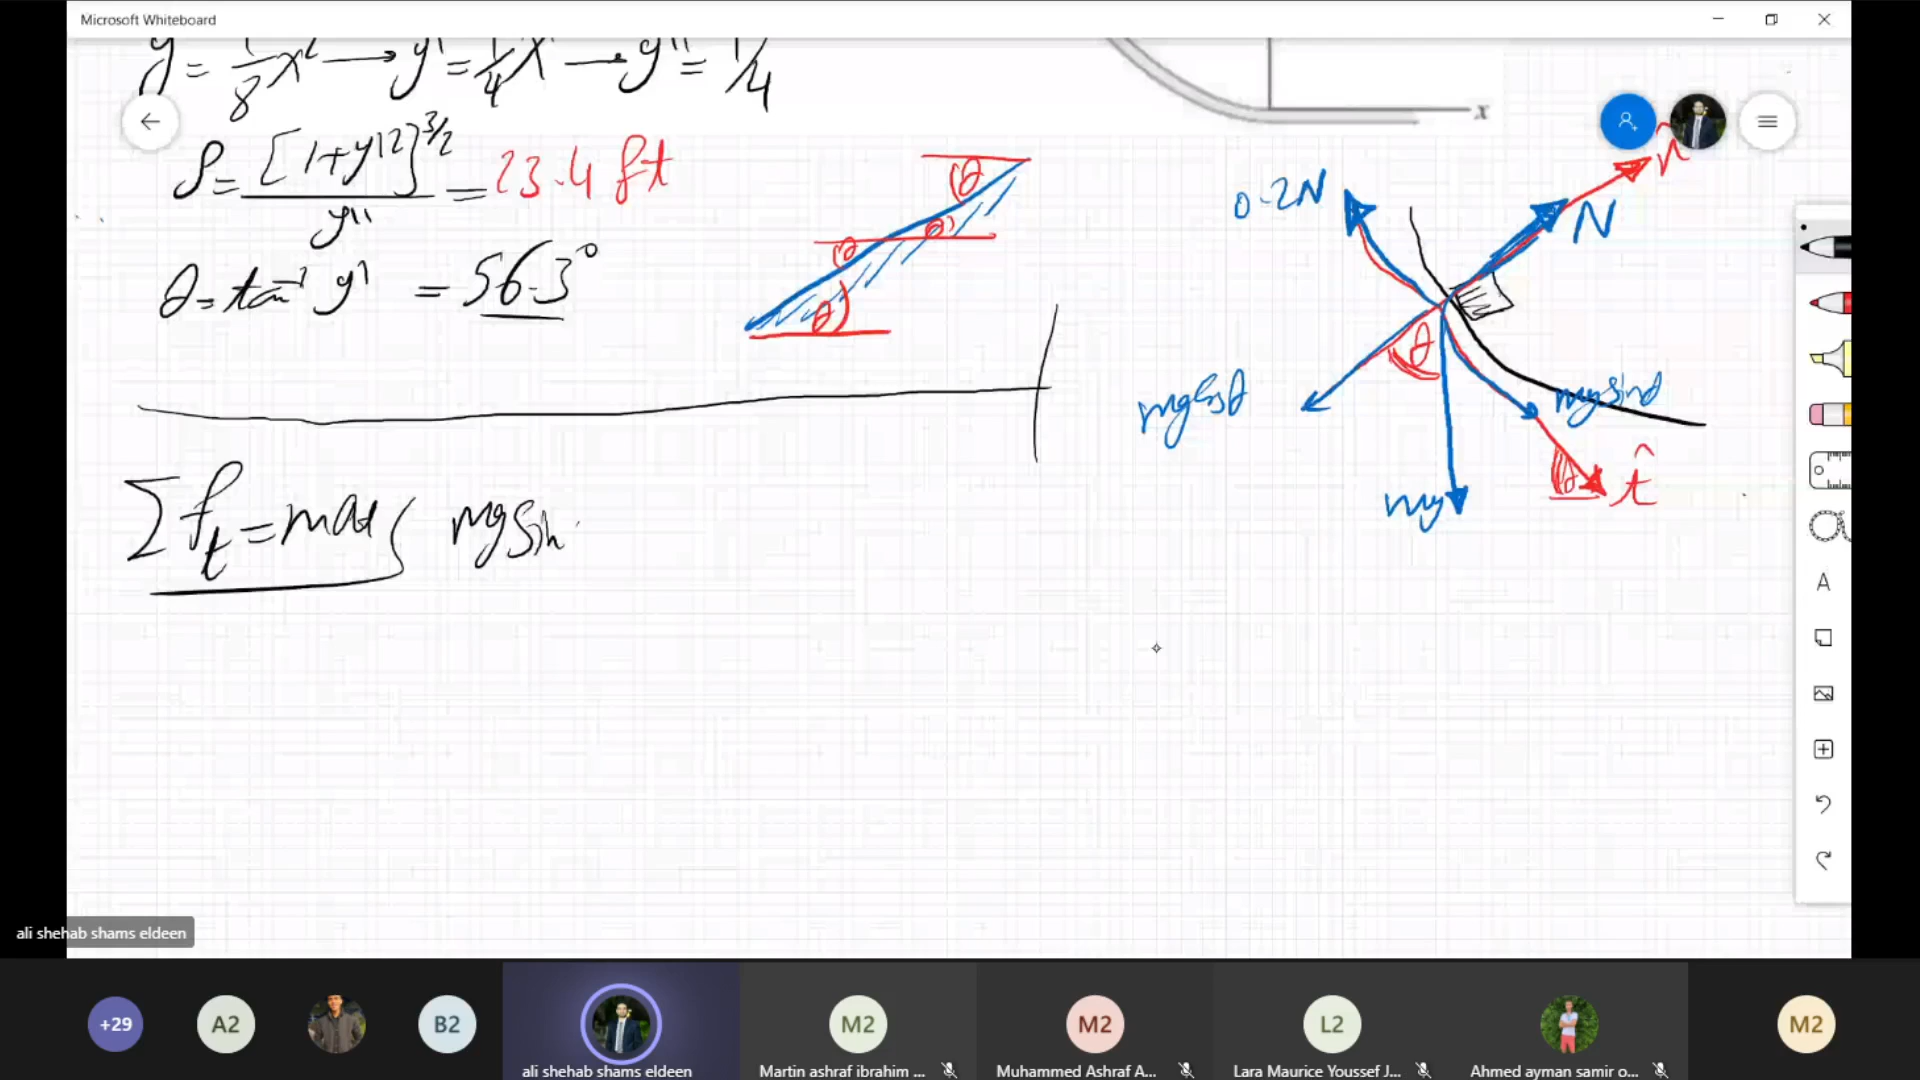 Microsoft Whiteboard
y = 1/8 x² → y' = 1/4 x → y'' = 1/4
ρ = [1+y'^2]^3/2 / y'' = 23.4 ft
θ = tan⁻¹ y' = 56.3°
θ
θ
θ
θ
x
n̂
0.2N
N
θ
mg cosθ
mg sinθ
mg
θ
t̂
Σ f_t = m a_t { mg sin
A
ali shehab shams eldeen
+29
A2
B2
M2
M2
L2
M2
ali shehab shams eldeen
Martin ashraf ibrahim ...
Muhammed Ashraf A...
Lara Maurice Youssef J...
Ahmed ayman samir o...